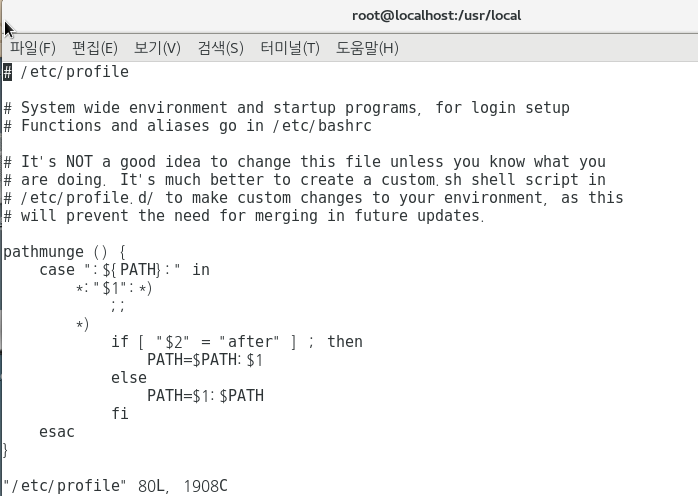 root@localhost:/usr/local
파일(F) 편집(E) 보기(V) 검색(S) 터미널(T) 도움말(H)
# /etc/profile

# System wide environment and startup programs, for login setup
# Functions and aliases go in /etc/bashrc

# It's NOT a good idea to change this file unless you know what you
# are doing. It's much better to create a custom.sh shell script in
# /etc/profile.d/ to make custom changes to your environment, as this
# will prevent the need for merging in future updates.

pathmunge () {
    case ":${PATH}:" in
        *:"$1":*)
            ;;
        *)
            if [ "$2" = "after" ] ; then
                PATH=$PATH:$1
            else
                PATH=$1:$PATH
            fi
    esac
}

"/etc/profile" 80L, 1908C